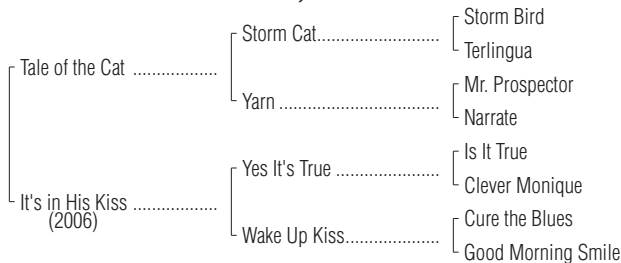 Storm Bird
Storm Cat........................
Terlingua
Tale of the Cat .................
Mr. Prospector
Yarn ................................
Narrate
Is It True
Yes It's True .....................
Clever Monique
It's in His Kiss .................
(2006)
Cure the Blues
Wake Up Kiss...................
Good Morning Smile